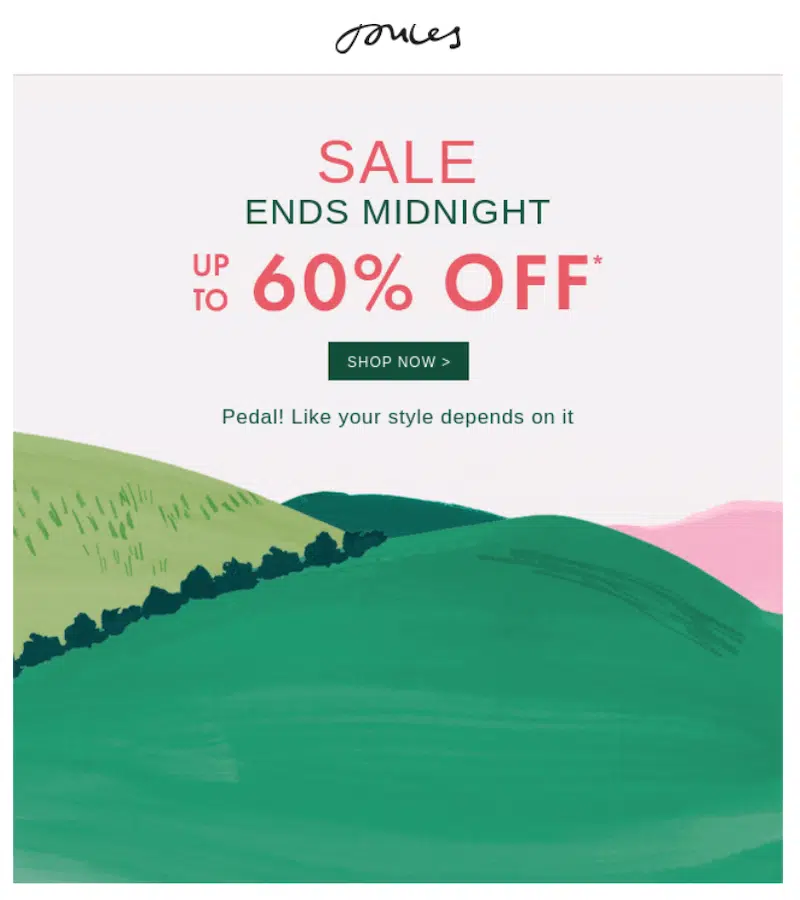 Joules
SALE
ENDS MIDNIGHT
UP TO 60% OFF*
SHOP NOW >
Pedal! Like your style depends on it